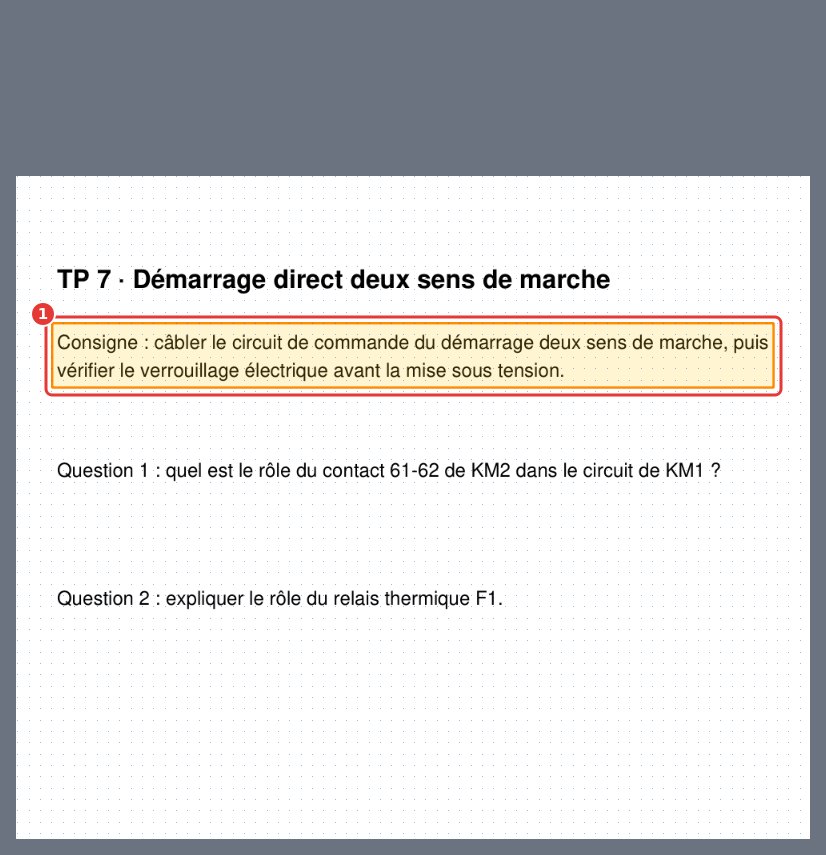 TP 7 · Démarrage direct deux sens de marche
1
Consigne : câbler le circuit de commande du démarrage deux sens de marche, puis
vérifier le verrouillage électrique avant la mise sous tension.
Question 1 : quel est le rôle du contact 61-62 de KM2 dans le circuit de KM1 ?
Question 2 : expliquer le rôle du relais thermique F1.